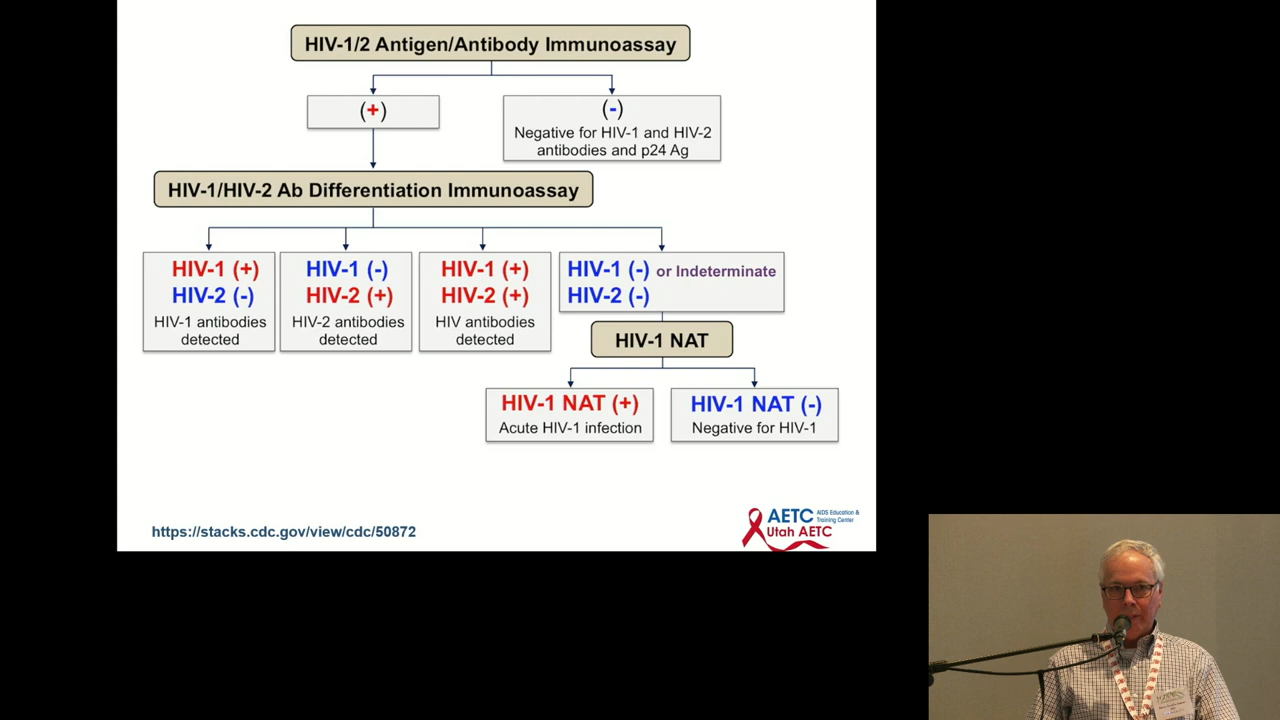 HIV-1/2 Antigen/Antibody Immunoassay
(+)
(-)
Negative for HIV-1 and HIV-2
antibodies and p24 Ag
HIV-1/HIV-2 Ab Differentiation Immunoassay
HIV-1 (+)
HIV-2 (-)
HIV-1 antibodies
detected
HIV-1 (-)
HIV-2 (+)
HIV-2 antibodies
detected
HIV-1 (+)
HIV-2 (+)
HIV antibodies
detected
HIV-1 (-) or Indeterminate
HIV-2 (-)
HIV-1 NAT
HIV-1 NAT (+)
Acute HIV-1 infection
HIV-1 NAT (-)
Negative for HIV-1
https://stacks.cdc.gov/view/cdc/50872
AETC AIDS Education &
Training Center
Utah AETC